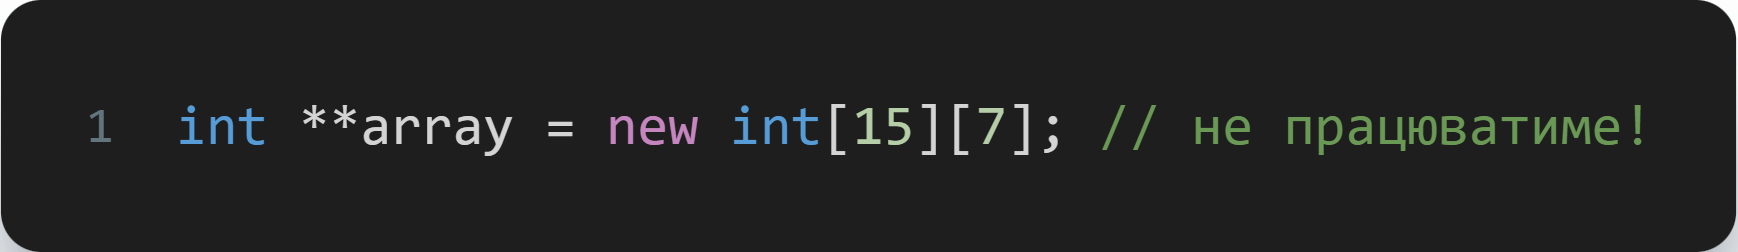 1 int **array = new int[15][7]; // не працюватиме!